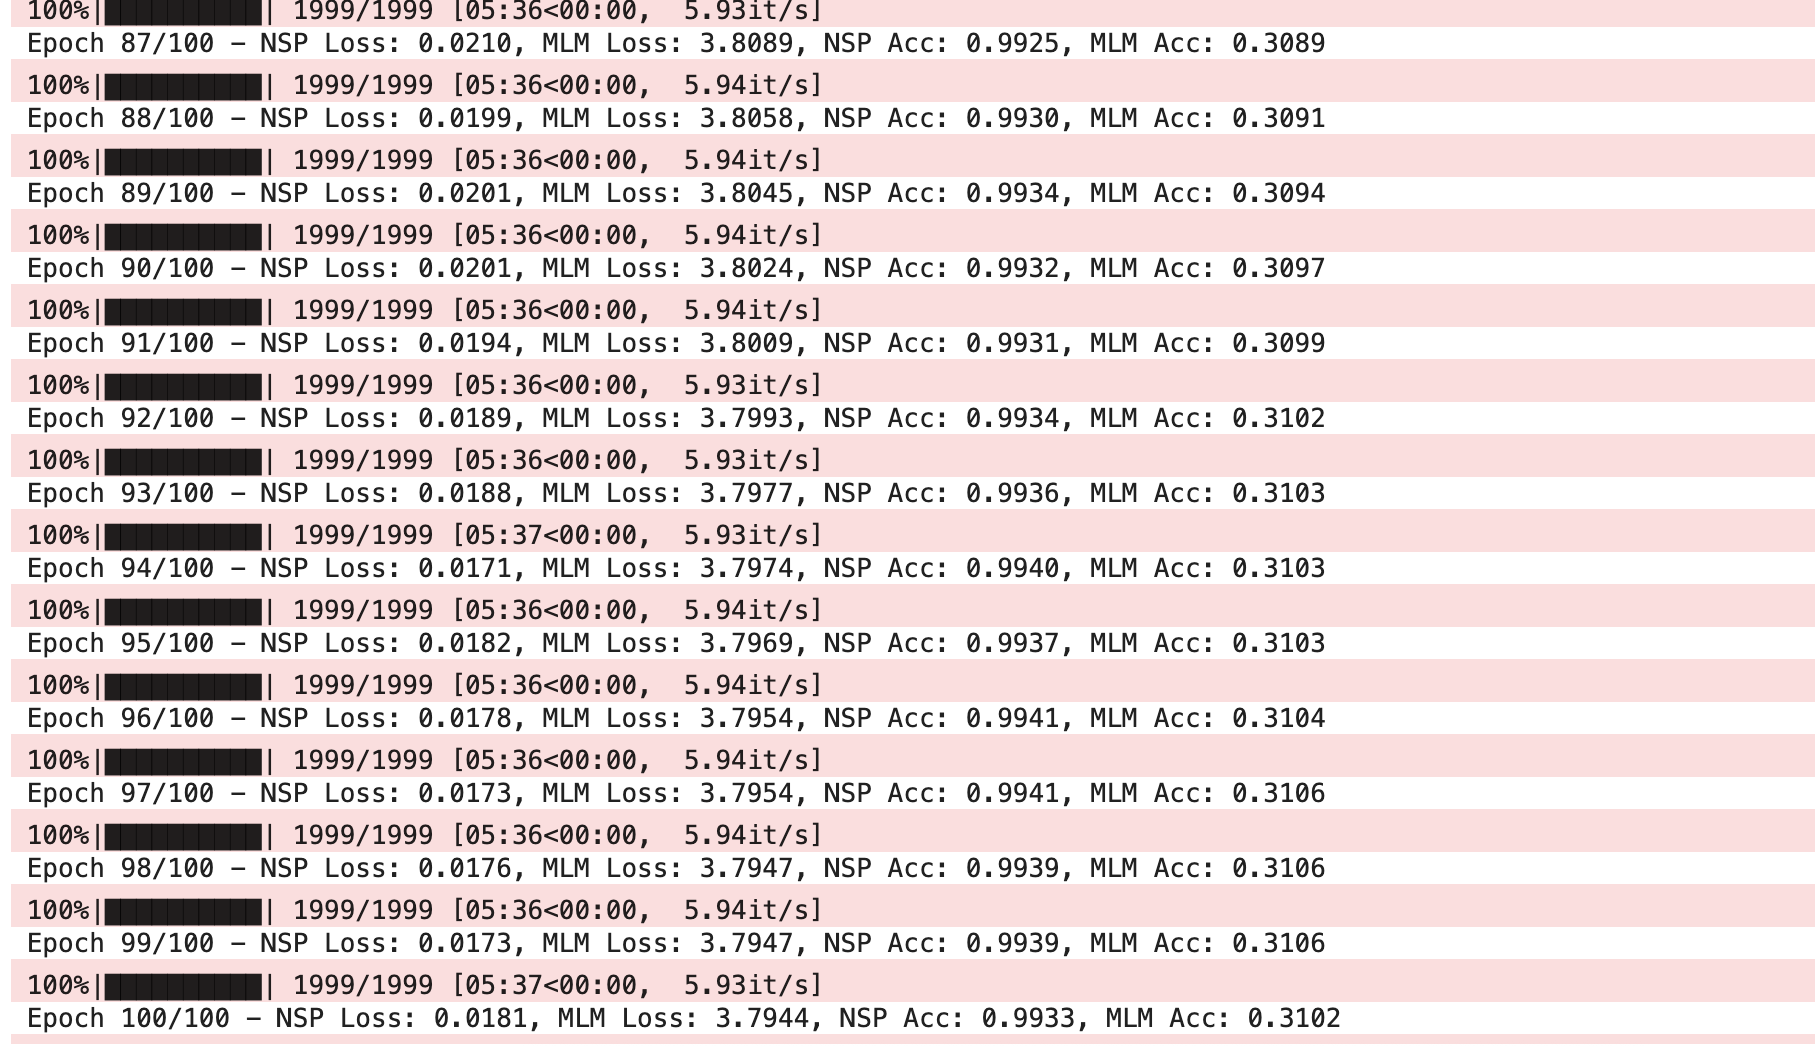 100%|██████████| 1999/1999 [05:36<00:00,  5.93it/s]
Epoch 87/100 – NSP Loss: 0.0210, MLM Loss: 3.8089, NSP Acc: 0.9925, MLM Acc: 0.3089
100%|██████████| 1999/1999 [05:36<00:00,  5.94it/s]
Epoch 88/100 – NSP Loss: 0.0199, MLM Loss: 3.8058, NSP Acc: 0.9930, MLM Acc: 0.3091
100%|██████████| 1999/1999 [05:36<00:00,  5.94it/s]
Epoch 89/100 – NSP Loss: 0.0201, MLM Loss: 3.8045, NSP Acc: 0.9934, MLM Acc: 0.3094
100%|██████████| 1999/1999 [05:36<00:00,  5.94it/s]
Epoch 90/100 – NSP Loss: 0.0201, MLM Loss: 3.8024, NSP Acc: 0.9932, MLM Acc: 0.3097
100%|██████████| 1999/1999 [05:36<00:00,  5.94it/s]
Epoch 91/100 – NSP Loss: 0.0194, MLM Loss: 3.8009, NSP Acc: 0.9931, MLM Acc: 0.3099
100%|██████████| 1999/1999 [05:36<00:00,  5.93it/s]
Epoch 92/100 – NSP Loss: 0.0189, MLM Loss: 3.7993, NSP Acc: 0.9934, MLM Acc: 0.3102
100%|██████████| 1999/1999 [05:36<00:00,  5.93it/s]
Epoch 93/100 – NSP Loss: 0.0188, MLM Loss: 3.7977, NSP Acc: 0.9936, MLM Acc: 0.3103
100%|██████████| 1999/1999 [05:37<00:00,  5.93it/s]
Epoch 94/100 – NSP Loss: 0.0171, MLM Loss: 3.7974, NSP Acc: 0.9940, MLM Acc: 0.3103
100%|██████████| 1999/1999 [05:36<00:00,  5.94it/s]
Epoch 95/100 – NSP Loss: 0.0182, MLM Loss: 3.7969, NSP Acc: 0.9937, MLM Acc: 0.3103
100%|██████████| 1999/1999 [05:36<00:00,  5.94it/s]
Epoch 96/100 – NSP Loss: 0.0178, MLM Loss: 3.7954, NSP Acc: 0.9941, MLM Acc: 0.3104
100%|██████████| 1999/1999 [05:36<00:00,  5.94it/s]
Epoch 97/100 – NSP Loss: 0.0173, MLM Loss: 3.7954, NSP Acc: 0.9941, MLM Acc: 0.3106
100%|██████████| 1999/1999 [05:36<00:00,  5.94it/s]
Epoch 98/100 – NSP Loss: 0.0176, MLM Loss: 3.7947, NSP Acc: 0.9939, MLM Acc: 0.3106
100%|██████████| 1999/1999 [05:36<00:00,  5.94it/s]
Epoch 99/100 – NSP Loss: 0.0173, MLM Loss: 3.7947, NSP Acc: 0.9939, MLM Acc: 0.3106
100%|██████████| 1999/1999 [05:37<00:00,  5.93it/s]
Epoch 100/100 – NSP Loss: 0.0181, MLM Loss: 3.7944, NSP Acc: 0.9933, MLM Acc: 0.3102